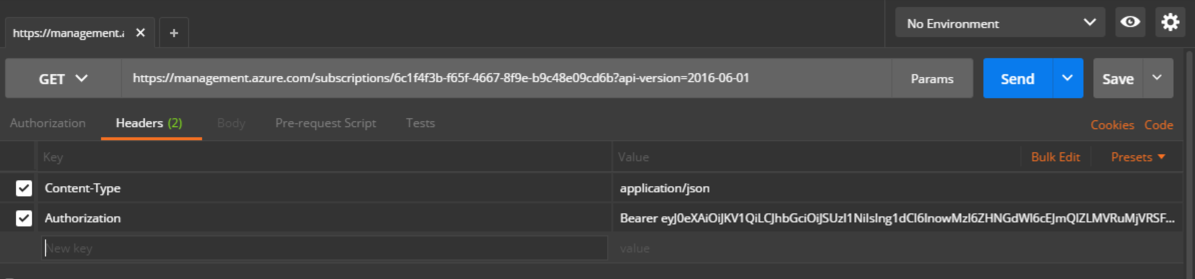 https://management.a
No Environment
GET https://management.azure.com/subscriptions/6c1f4f3b-f65f-4667-8f9e-b9c48e09cd6b?api-version=2016-06-01 Params Send Save
Authorization Headers (2) Body Pre-request Script Tests Cookies Code
Key Value Bulk Edit Presets
Content-Type application/json
Authorization Bearer eyJ0eXAiOiJKV1QiLCJhbGciOiJSUzI1NiIsIng1dCI6InowMzl6ZHNGdWl6cEJmQlZLMVRuMjVRSF...
New key value